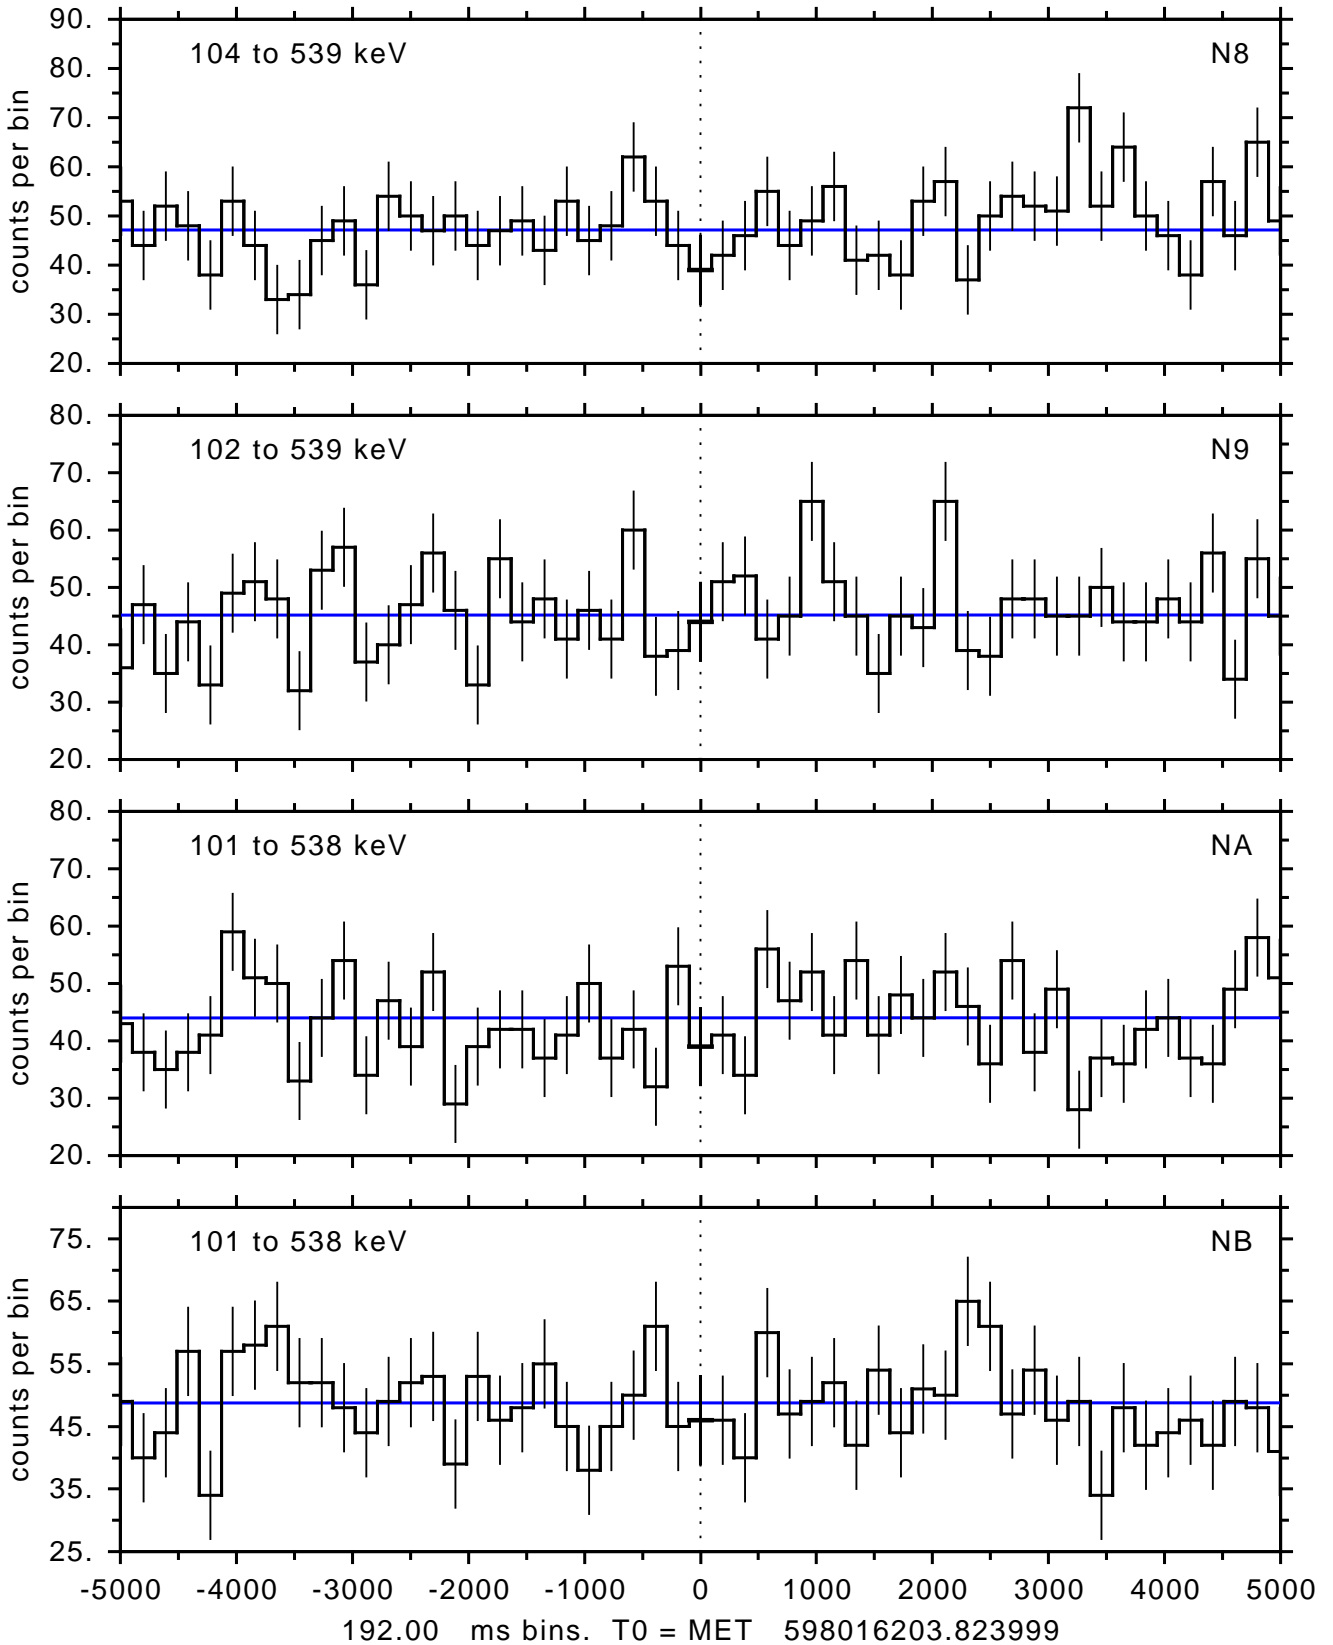 90.
80.
70.
60.
50.
40.
30.
20.
counts per bin
104 to 539 keV
N8
80.
70.
60.
50.
40.
30.
20.
counts per bin
102 to 539 keV
N9
80.
70.
60.
50.
40.
30.
20.
counts per bin
101 to 538 keV
NA
75.
65.
55.
45.
35.
25.
counts per bin
101 to 538 keV
NB
-5000 -4000 -3000 -2000 -1000 0 1000 2000 3000 4000 5000
192.00 ms bins. T0 = MET 598016203.823999